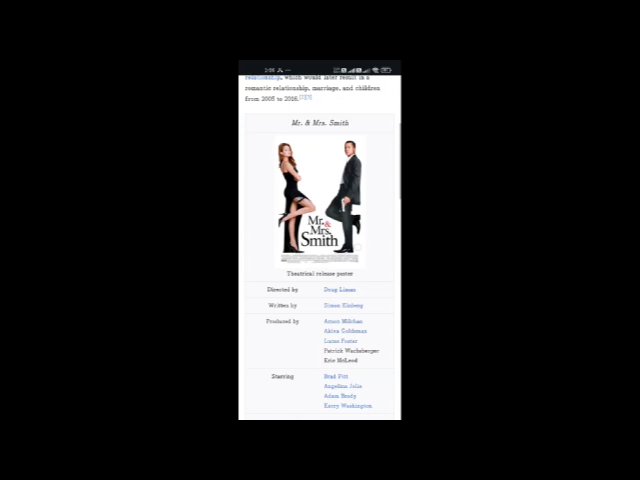 relationship, which would later result in a
romantic relationship, marriage, and children
from 2005 to 2016.
Mr. & Mrs. Smith
Mr.
&
Mrs.
Smith
Theatrical release poster
Directed by Doug Liman
Written by Simon Kinberg
Produced by Arnon Milchan
Akiva Goldsman
Lucas Foster
Patrick Wachsberger
Eric McLeod
Starring Brad Pitt
Angelina Jolie
Adam Brody
Kerry Washington